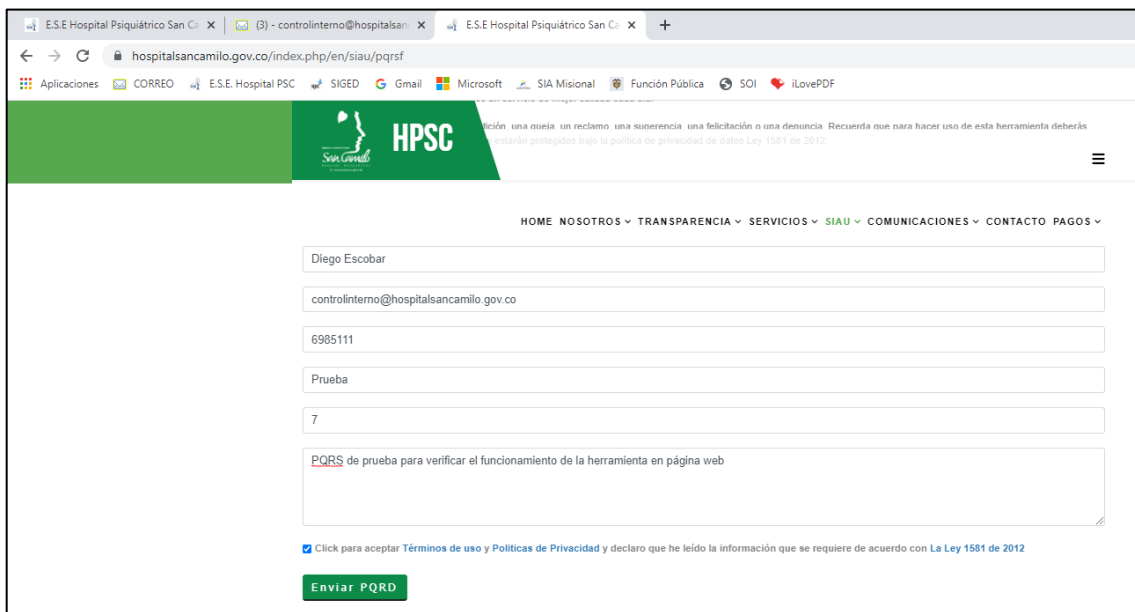 E.S.E Hospital Psiquiátrico San Ca
(3) - controlinterno@hospitalsan
E.S.E Hospital Psiquiátrico San Ca
hospitalsancamilo.gov.co/index.php/en/siau/pqrsf
Aplicaciones CORREO E.S.E. Hospital PSC SIGED Gmail Microsoft SIA Misional Función Pública SOI iLovePDF
tición, una queja, un reclamo, una sugerencia, una felicitación o una denuncia. Recuerda que para hacer uso de esta herramienta deberás
estarán protegidos bajo la política de privacidad de datos Ley 1581 de 2012.
San Camilo
HPSC
HOME NOSOTROS TRANSPARENCIA SERVICIOS SIAU COMUNICACIONES CONTACTO PAGOS
Diego Escobar
controlinterno@hospitalsancamilo.gov.co
6985111
Prueba
7
PQRS de prueba para verificar el funcionamiento de la herramienta en página web
Click para aceptar Términos de uso y Politicas de Privacidad y declaro que he leído la información que se requiere de acuerdo con La Ley 1581 de 2012
Enviar PQRD